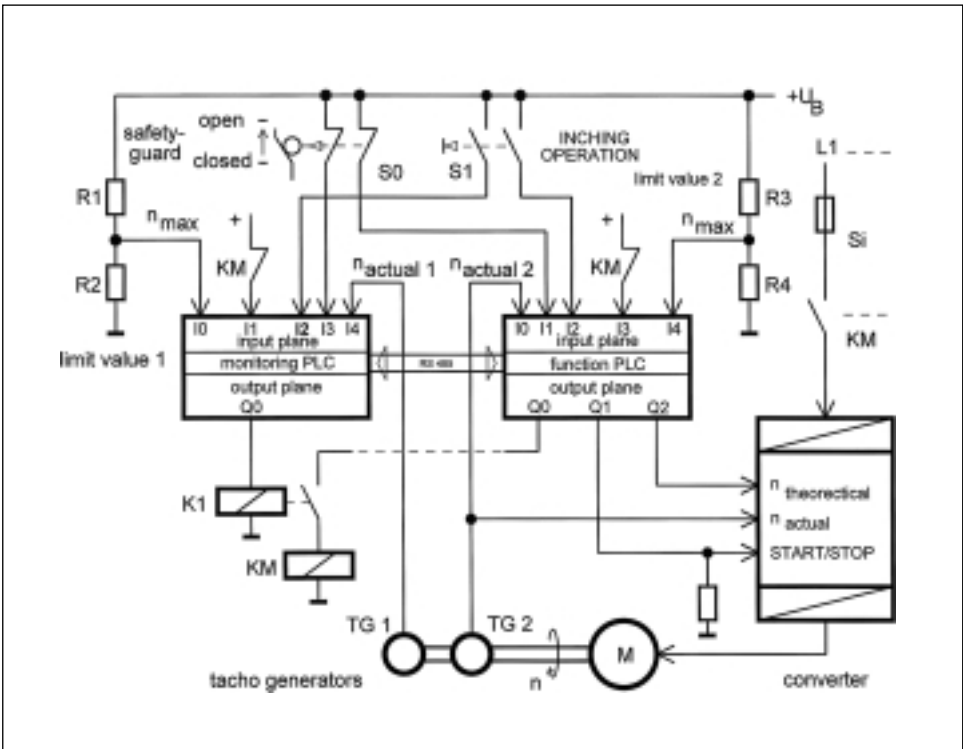 +U_B
open
safety-
guard
closed
S0
S1
INCHING
OPERATION
L1
limit value 2
R1
n max
KM
n actual 1
n actual 2
KM
n max
R3
Si
R2
R4
I0 I1 I2 I3 I4
input plane
monitoring PLC
output plane
Q0
limit value 1
RS 485
I0 I1 I2 I3 I4
input plane
function PLC
output plane
Q0 Q1 Q2
KM
K1
KM
n theorectical
n actual
START/STOP
TG 1
TG 2
n
M
tacho generators
converter